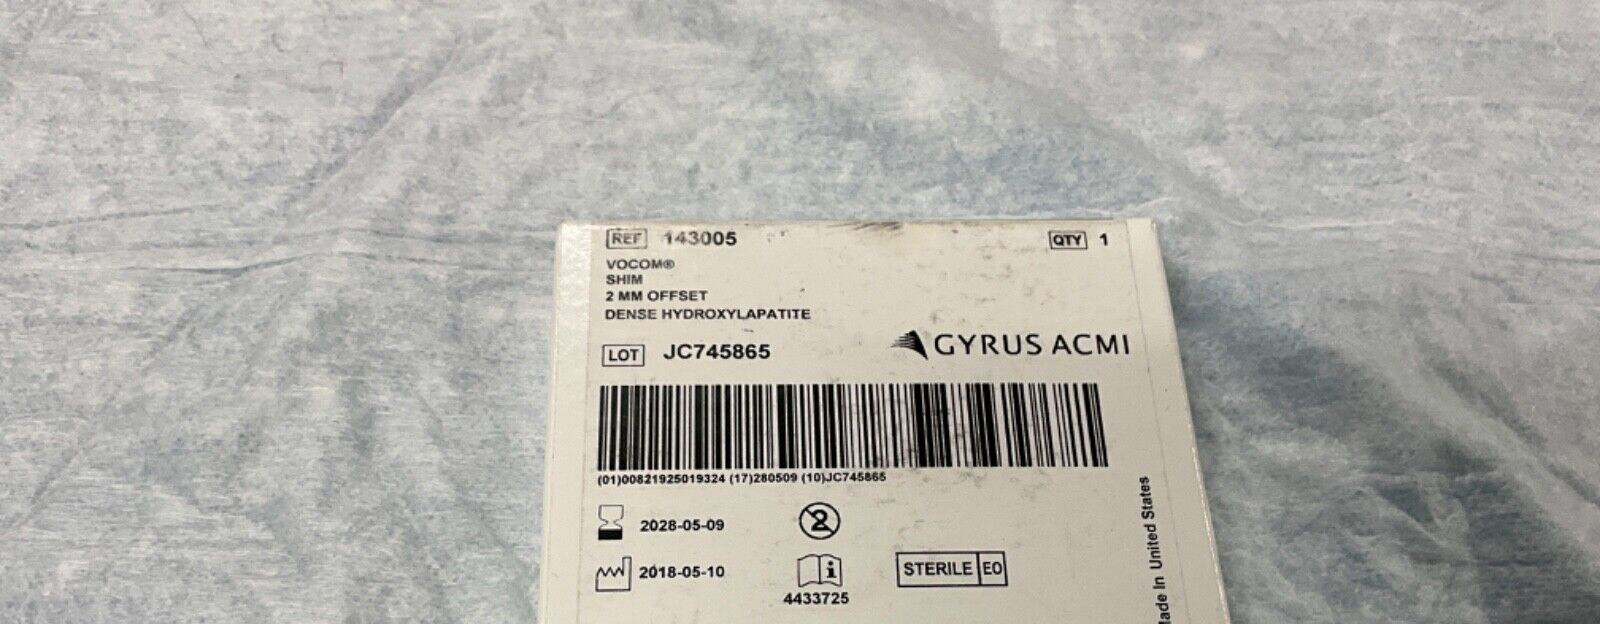 REF 143005 QTY 1
VOCOM®
SHIM
2 MM OFFSET
DENSE HYDROXYLAPATITE
LOT JC745865
GYRUS ACMI
(01)00821925019324 (17)280509 (10)JC745865
2028-05-09
2
2018-05-10
i
STERILE EO
4433725
In United States